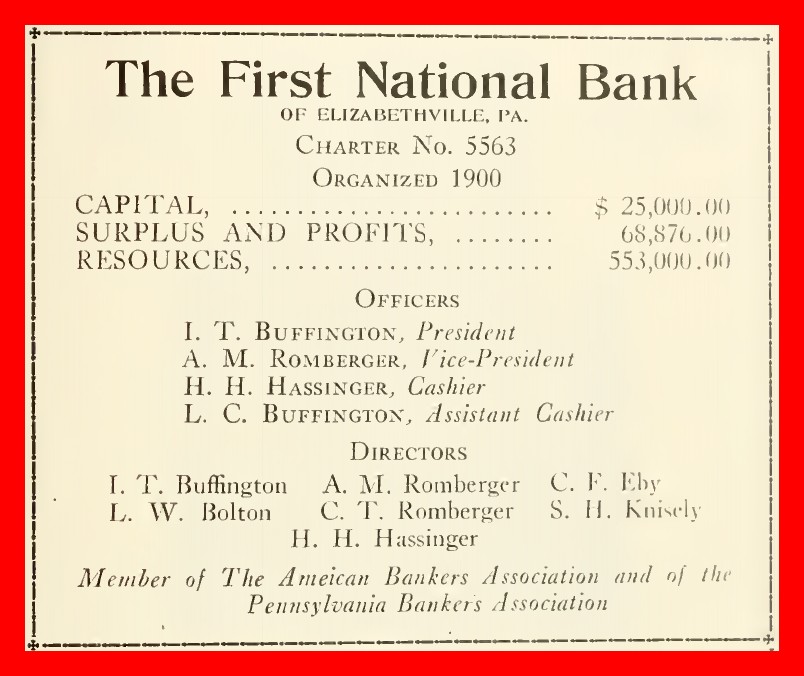 The First National Bank
OF ELIZABETHVILLE, PA.
CHARTER No. 5563
ORGANIZED 1900
CAPITAL, ......................... $ 25,000.00
SURPLUS AND PROFITS, ........ 68,876.00
RESOURCES, ...................... 553,000.00
OFFICERS
I. T. BUFFINGTON, President
A. M. ROMBERGER, Vice-President
H. H. HASSINGER, Cashier
L. C. BUFFINGTON, Assistant Cashier
DIRECTORS
I. T. Buffington A. M. Romberger C. F. Eby
L. W. Bolton C. T. Romberger S. H. Knisely
H. H. Hassinger
Member of The Ameican Bankers Association and of the
Pennsylvania Bankers Association